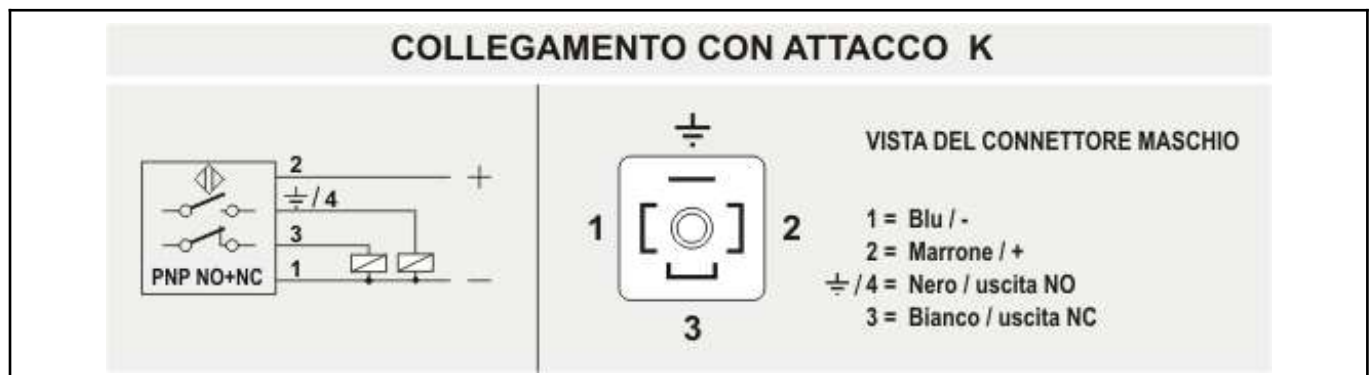 COLLEGAMENTO CON ATTACCO K
2
+
⏚ / 4
3
1
−
PNP NO+NC
1
2
3
VISTA DEL CONNETTORE MASCHIO
1 = Blu / -
2 = Marrone / +
⏚ / 4 = Nero / uscita NO
3 = Bianco / uscita NC